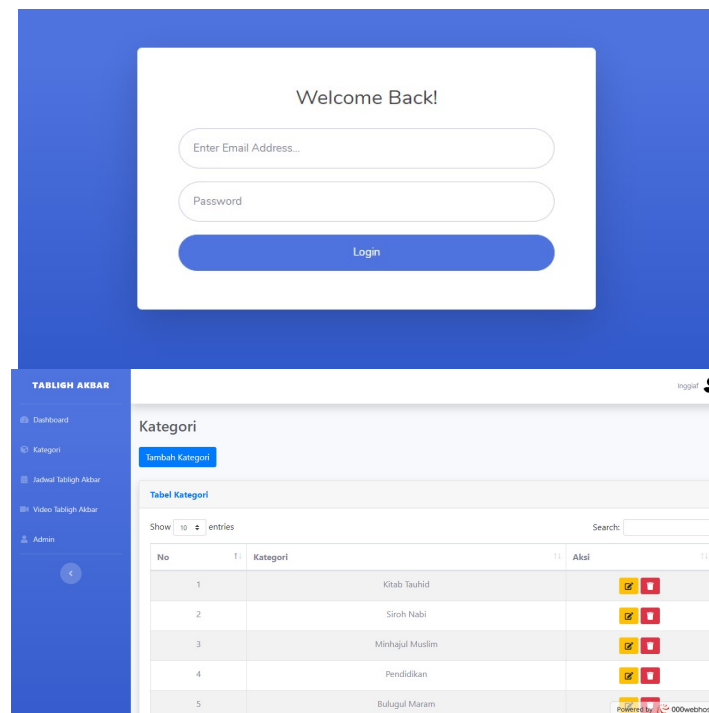 Welcome Back!
Enter Email Address...
Password
Login
TABLIGH AKBAR
Inggiaf
Dashboard
Kategori
Jadwal Tabligh Akbar
Video Tabligh Akbar
Admin
Kategori
Tambah Kategori
Tabel Kategori
Show 10 entries
Search:
No Kategori Aksi
1 Kitab Tauhid
2 Siroh Nabi
3 Minhajul Muslim
4 Pendidikan
5 Bulugul Maram
Powered by 000webhos